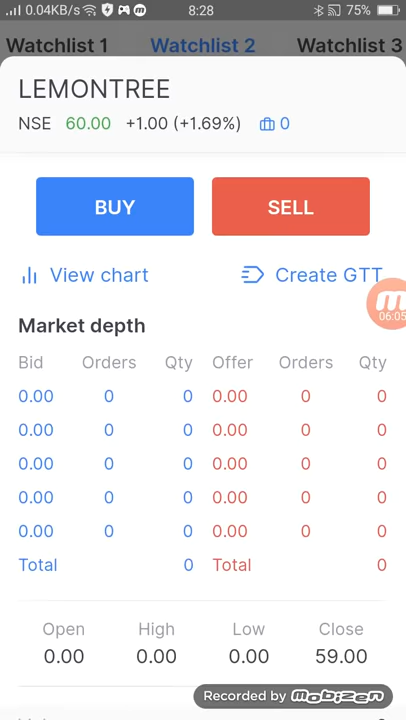 0.04KB/s 8:28 75%
Watchlist 1 Watchlist 2 Watchlist 3
LEMONTREE
NSE 60.00 +1.00 (+1.69%) 0
BUY SELL
View chart Create GTT
06:05
Market depth
Bid Orders Qty Offer Orders Qty
0.00 0 0 0.00 0 0
0.00 0 0 0.00 0 0
0.00 0 0 0.00 0 0
0.00 0 0 0.00 0 0
0.00 0 0 0.00 0 0
Total 0 Total 0
Open High Low Close
0.00 0.00 0.00 59.00
Recorded by mobizen